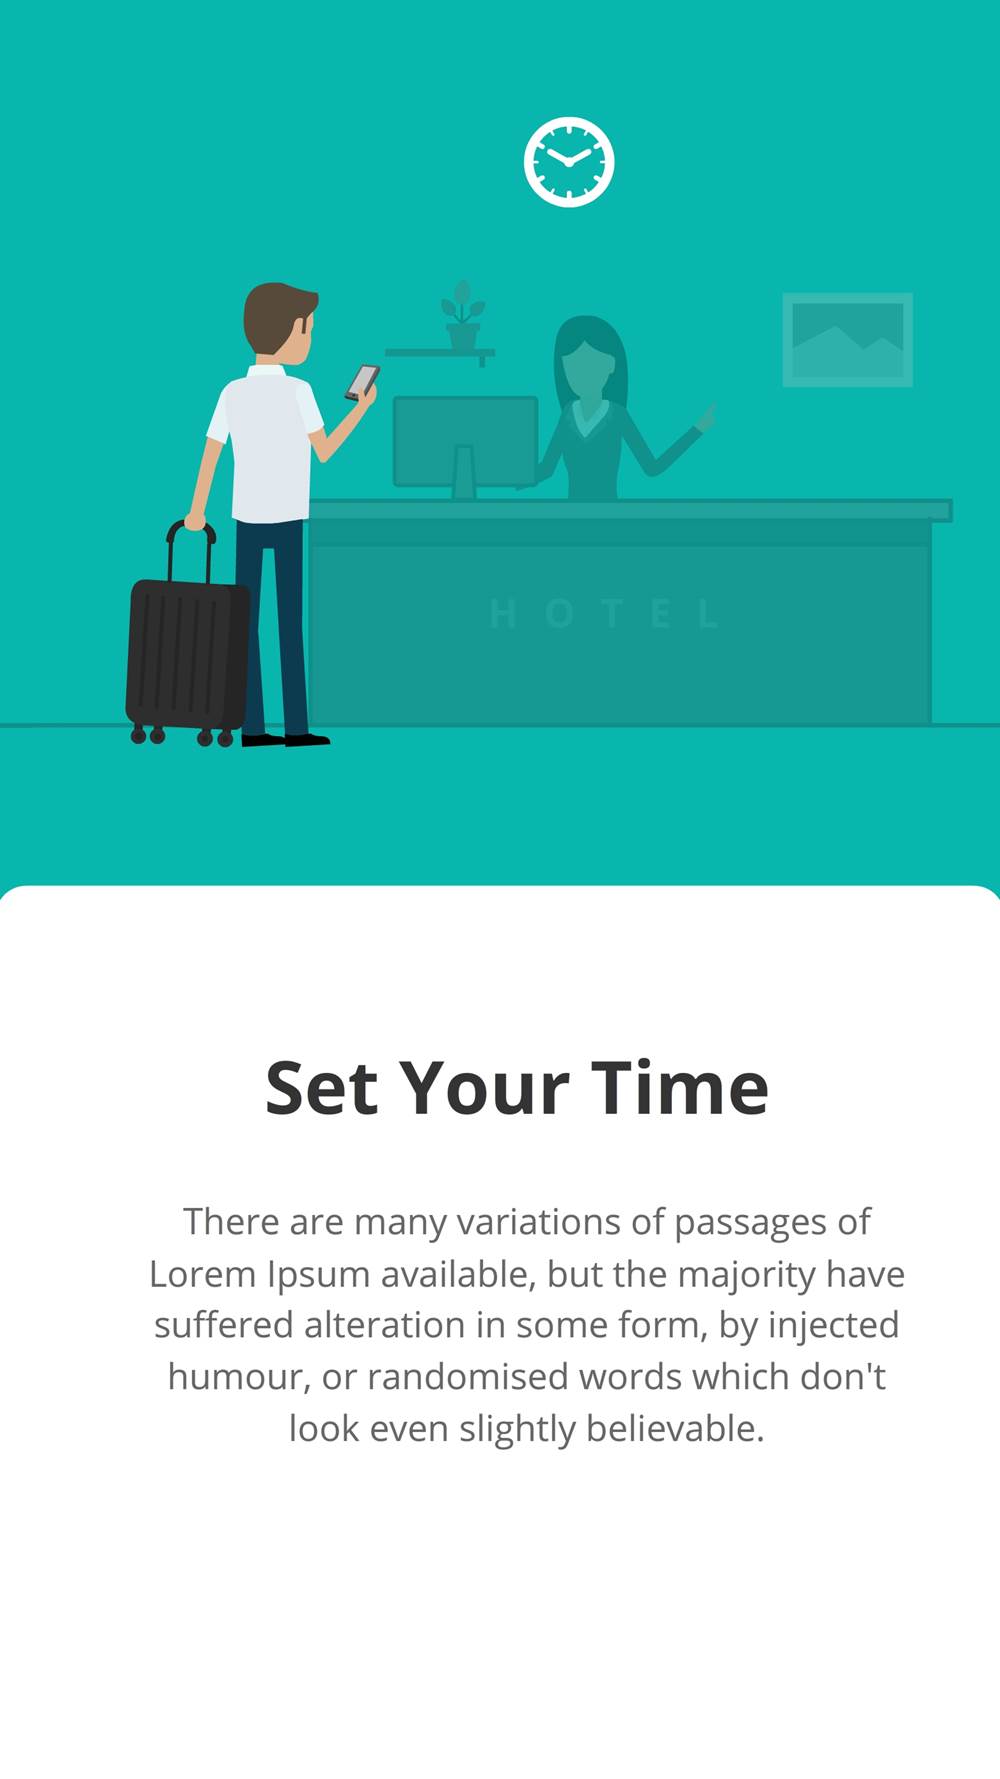 H O T E L
Set Your Time
There are many variations of passages of
Lorem Ipsum available, but the majority have
suffered alteration in some form, by injected
humour, or randomised words which don't
look even slightly believable.